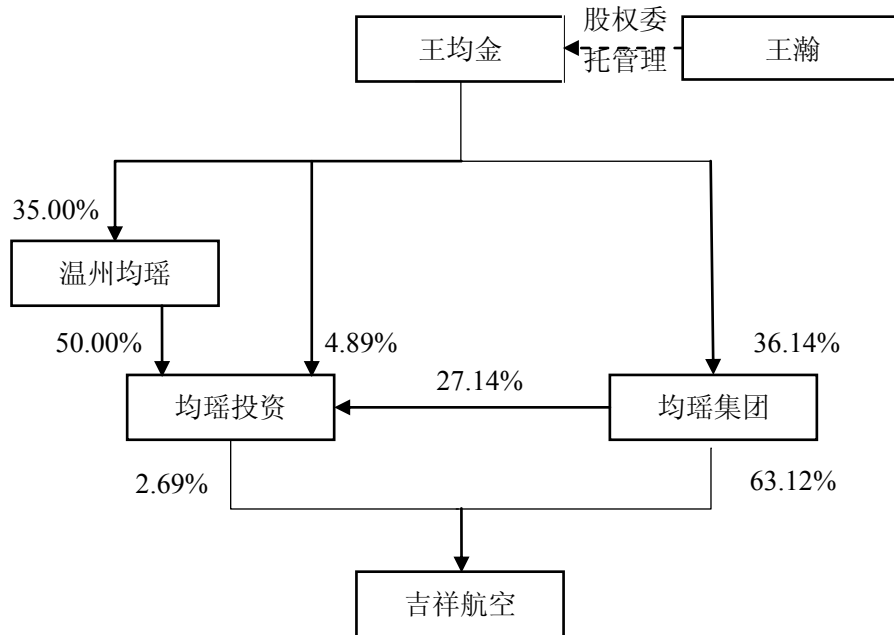 王均金
股权委
托管理
王瀚
35.00%
温州均瑶
50.00%
4.89%
36.14%
27.14%
均瑶投资
均瑶集团
2.69%
63.12%
吉祥航空